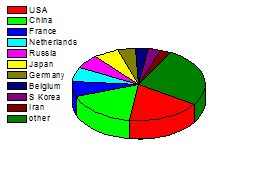 USA
China
France
Netherlands
Russia
Japan
Germany
Belgium
S Korea
Iran
other